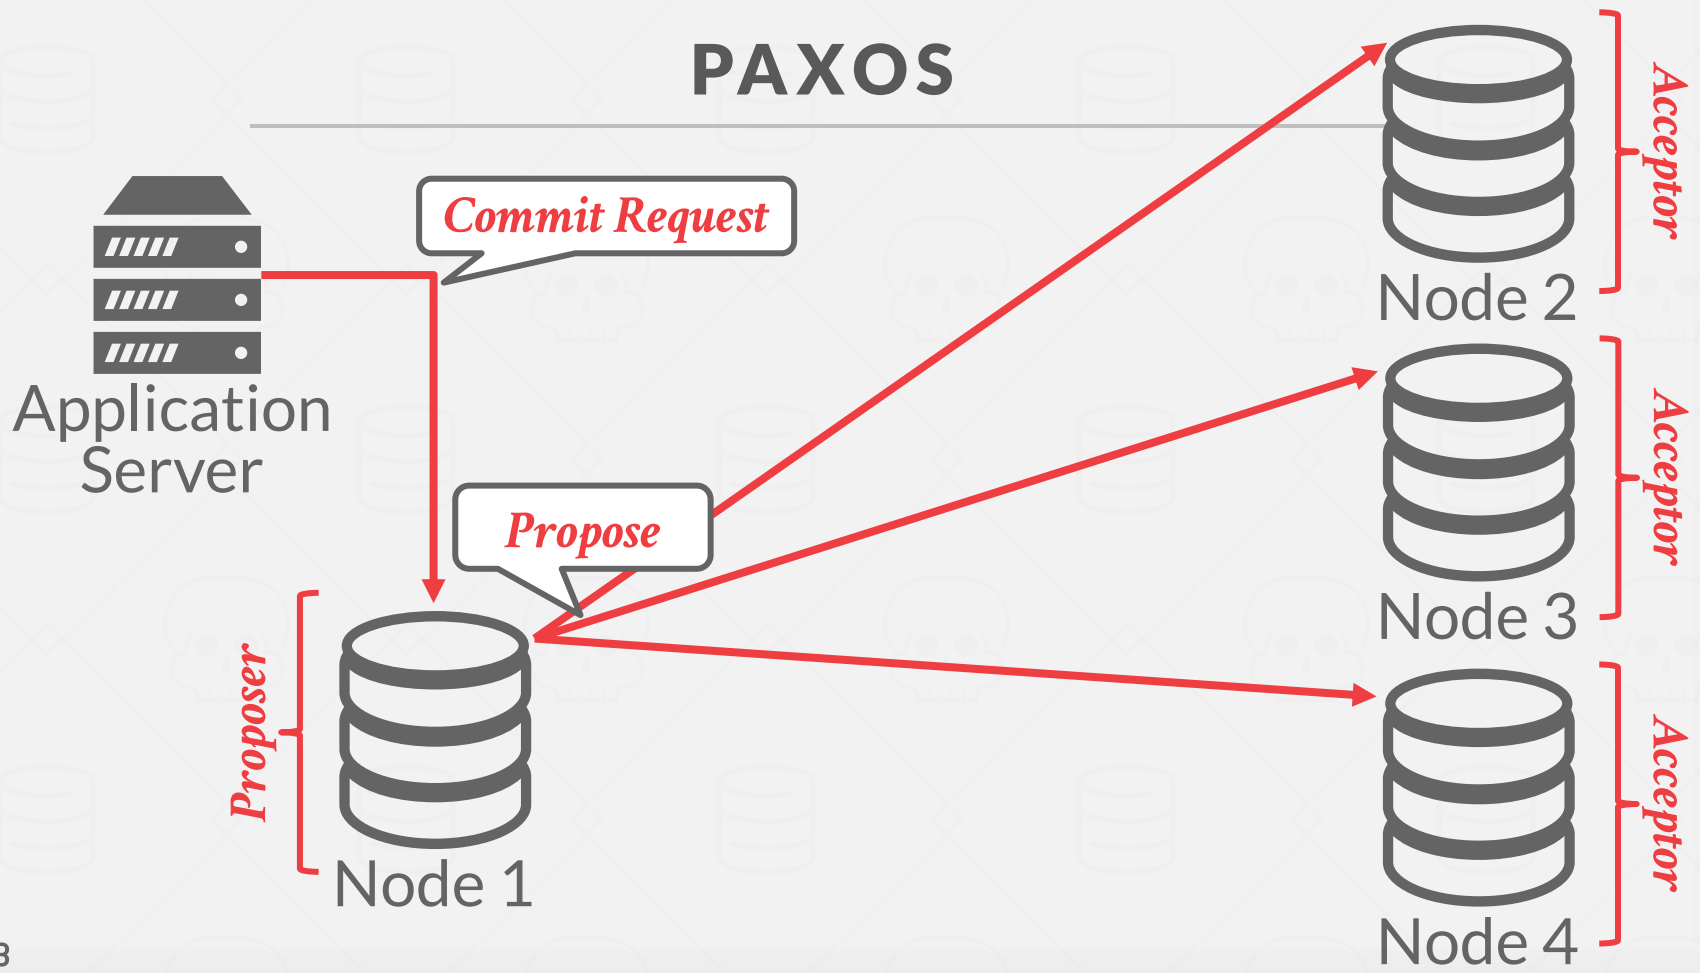 PAXOS
Commit Request
Application
Server
Propose
Proposer
Node 1
Acceptor
Node 2
Acceptor
Node 3
Acceptor
Node 4